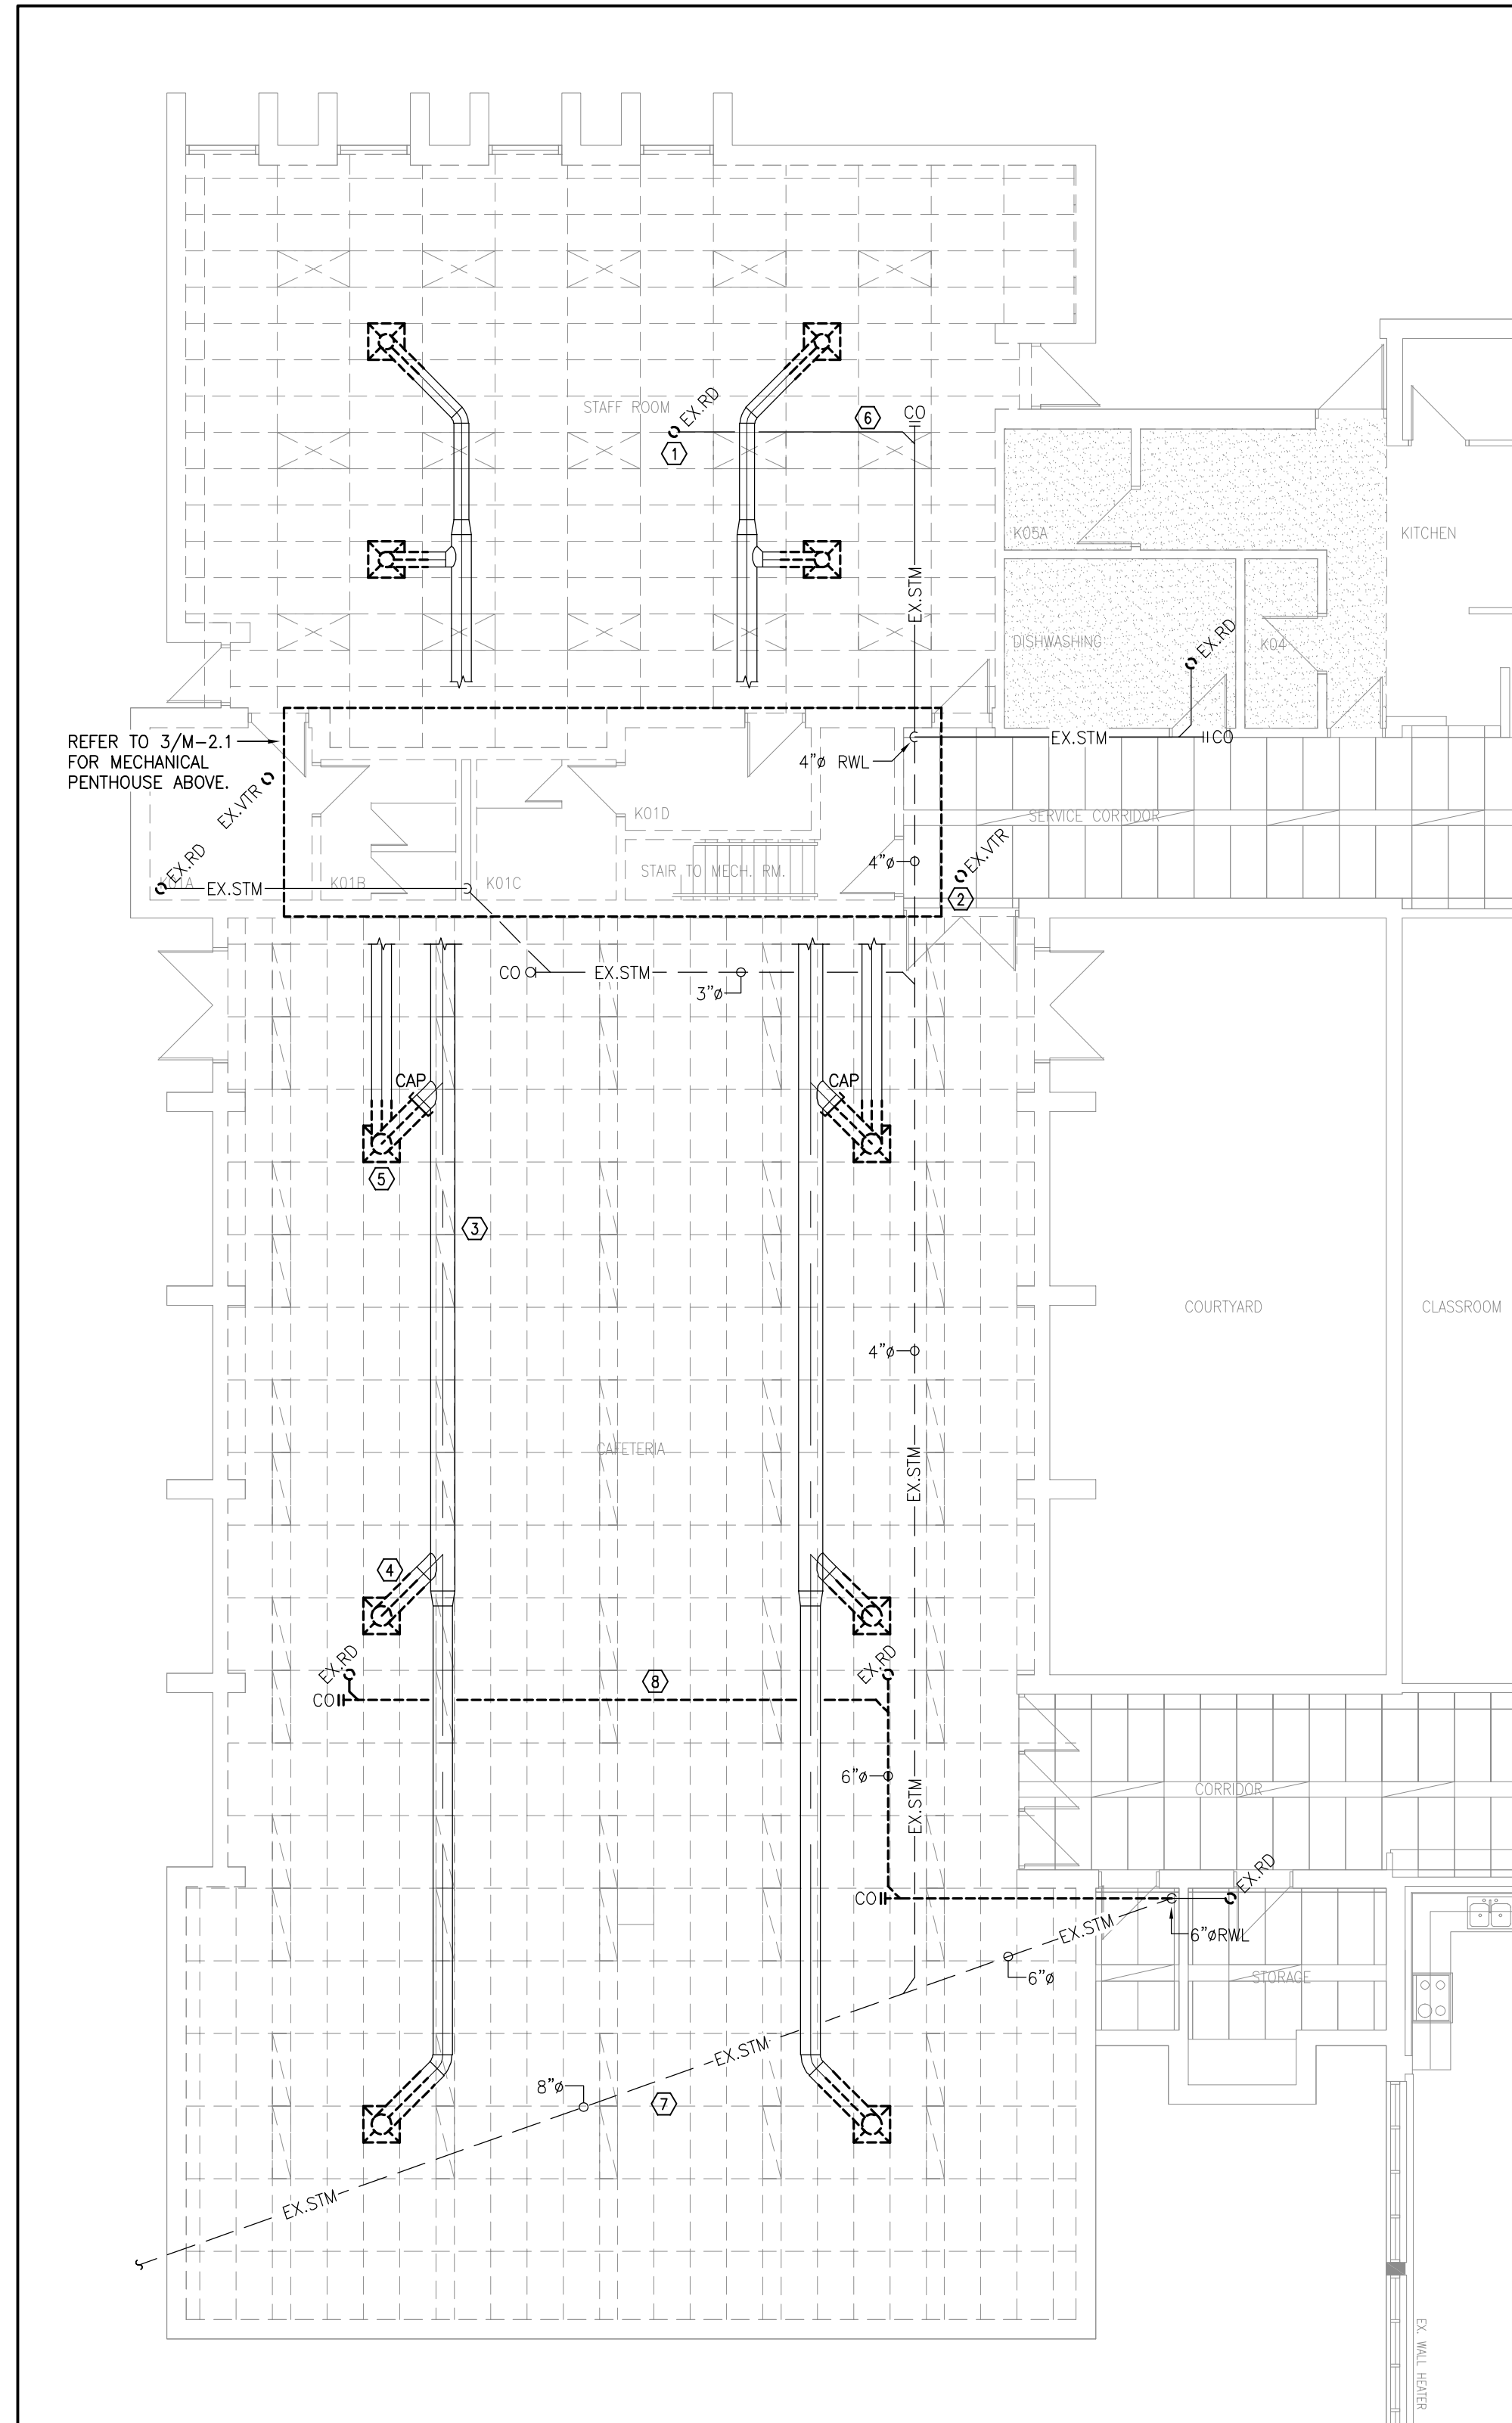 STAFF ROOM
EX.RD
1
6
CO
EX.STM
K05A
KITCHEN
DISHWASHING
K04
EX.RD
REFER TO 3/M-2.1
FOR MECHANICAL
PENTHOUSE ABOVE.
4"ø RWL
EX.STM
CO
EX.VTR
K01D
SERVICE CORRIDOR
EX.RD
K01A
EX.STM
K01B
K01C
STAIR TO MECH. RM.
4"ø
EX.VTR
2
CO
EX.STM
3"ø
CAP
CAP
5
3
COURTYARD
CLASSROOM
4"ø
CAFETERIA
EX.STM
4
EX.RD
CO
8
EX.RD
6"ø
EX.STM
CORRIDOR
CO
EX.RD
EX.STM
6"øRWL
6"ø
STORAGE
EX.STM
8"ø
7
EX.STM
EX. WALL HEATER